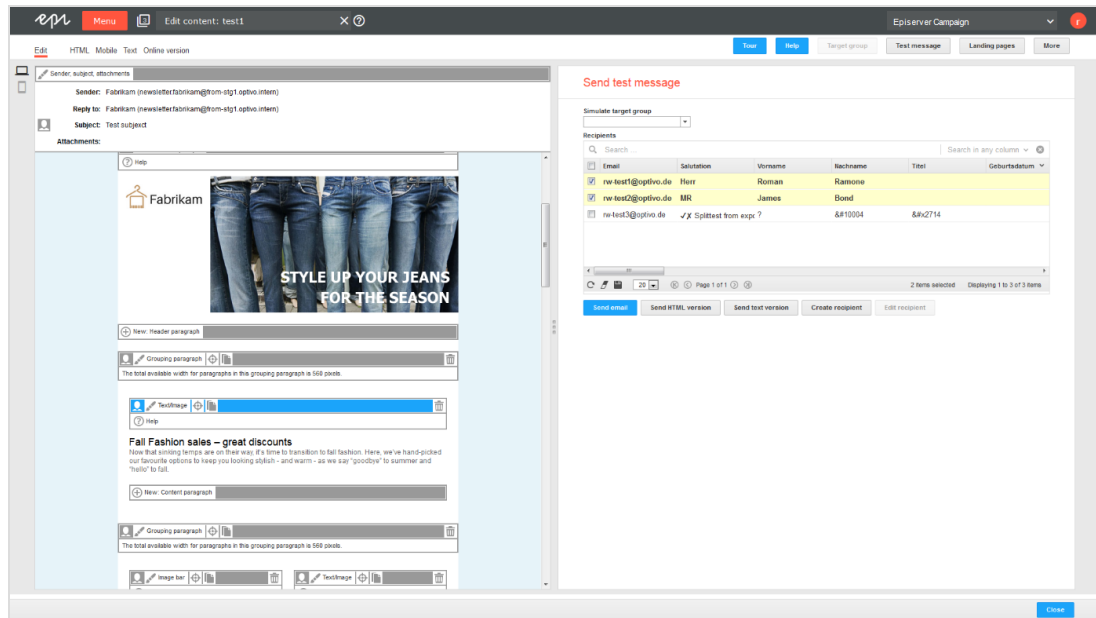 epi Menu 3 Edit content: test1 Episerver Campaign r
Edit HTML Mobile Text Online version Tour Help Target group Test message Landing pages More
Sender, subject, attachments
Sender: Fabrikam (newsletter.fabrikam@from-stg1.optivo.intern)
Reply to: Fabrikam (newsletter.fabrikam@from-stg1.optivo.intern)
Subject: Test subjexct
Attachments:
Help
Fabrikam
STYLE UP YOUR JEANS
FOR THE SEASON
New: Header paragraph
Grouping paragraph
The total available width for paragraphs in this grouping paragraph is 560 pixels.
Text/Image
Help
Fall Fashion sales – great discounts
Now that sinking temps are on their way, it's time to transition to fall fashion. Here, we've hand-picked
our favourite options to keep you looking stylish - and warm - as we say "goodbye" to summer and
"hello" to fall.
New: Content paragraph
Grouping paragraph
The total available width for paragraphs in this grouping paragraph is 560 pixels.
Image bar Text/Image
Send test message
Simulate target group
Recipients
Search ... Search in any column
Email Salutation Vorname Nachname Titel Geburtsdatum
rw-test1@optivo.de Herr Roman Ramone
rw-test2@optivo.de MR James Bond
rw-test3@optivo.de ✓✗ Splittest from expr ? &#10004 &#x2714
20 Page 1 of 1 2 items selected Displaying 1 to 3 of 3 items
Send email Send HTML version Send text version Create recipient Edit recipient
Close